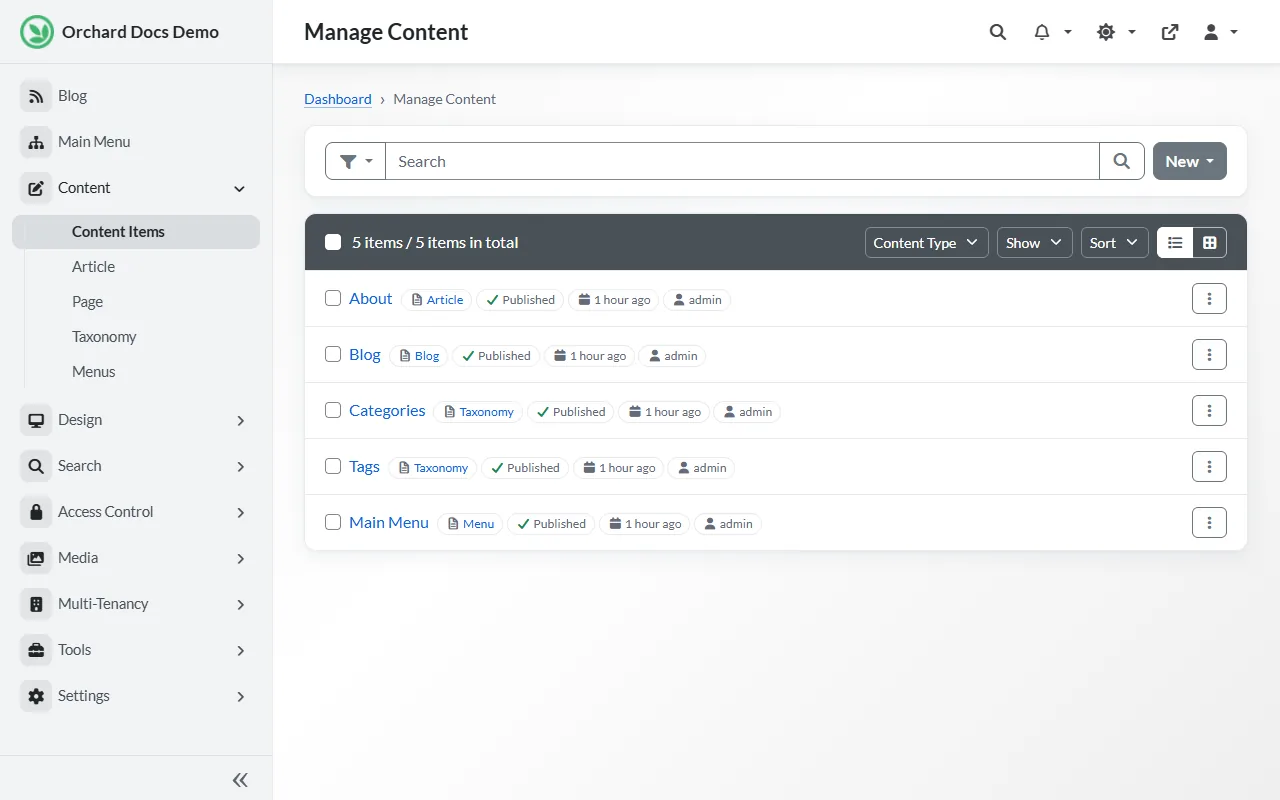 Orchard Docs Demo
Manage Content
Blog
Main Menu
Content
Content Items
Article
Page
Taxonomy
Menus
Design
Search
Access Control
Media
Multi-Tenancy
Tools
Settings
Dashboard › Manage Content
Search
New
5 items / 5 items in total
Content Type
Show
Sort
About Article Published 1 hour ago admin
Blog Blog Published 1 hour ago admin
Categories Taxonomy Published 1 hour ago admin
Tags Taxonomy Published 1 hour ago admin
Main Menu Menu Published 1 hour ago admin